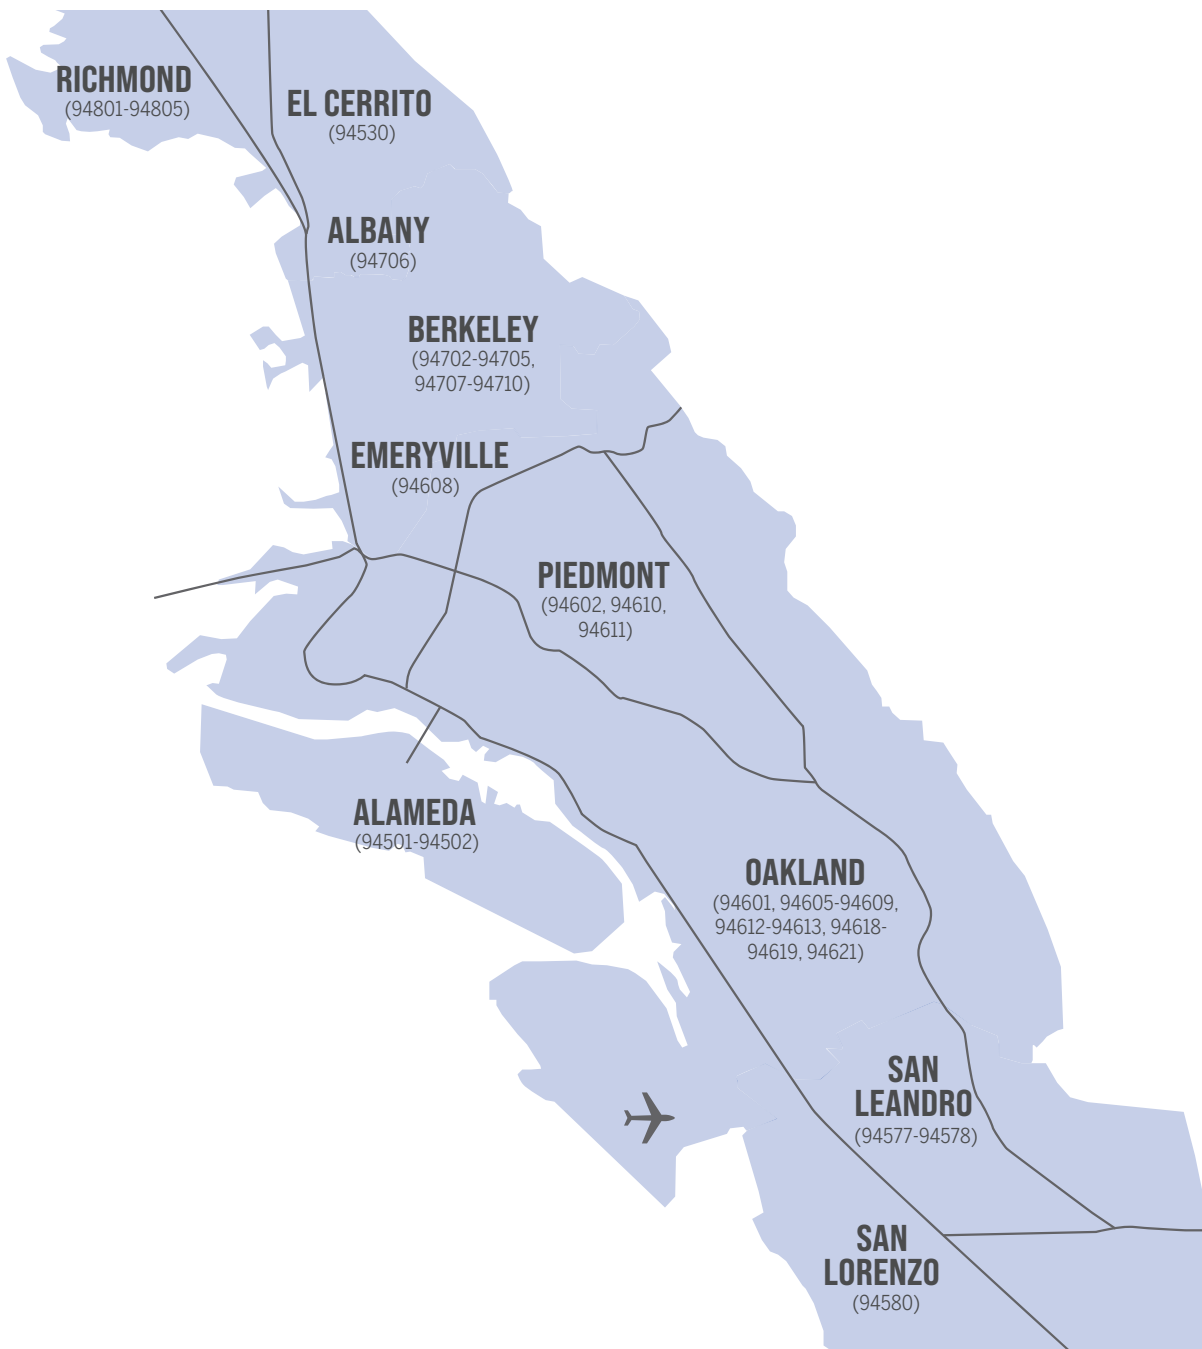 RICHMOND
(94801-94805)
EL CERRITO
(94530)
ALBANY
(94706)
BERKELEY
(94702-94705,
94707-94710)
EMERYVILLE
(94608)
PIEDMONT
(94602, 94610,
94611)
ALAMEDA
(94501-94502)
OAKLAND
(94601, 94605-94609,
94612-94613, 94618-
94619, 94621)
SAN
LEANDRO
(94577-94578)
SAN
LORENZO
(94580)